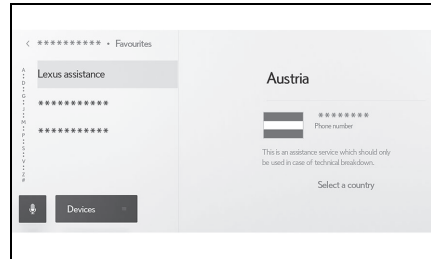 < ********** • Favourites
A
•
D
•
G
•
J
•
M
•
P
•
S
•
V
•
Z
#
Lexus assistance
***********
***********
Devices
Austria
********
Phone number
This is an assistance service which should only
be used in case of technical breakdown.
Select a country